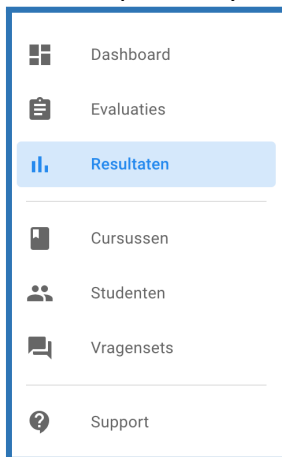 Dashboard
Evaluaties
Resultaten
Cursussen
Studenten
Vragensets
Support